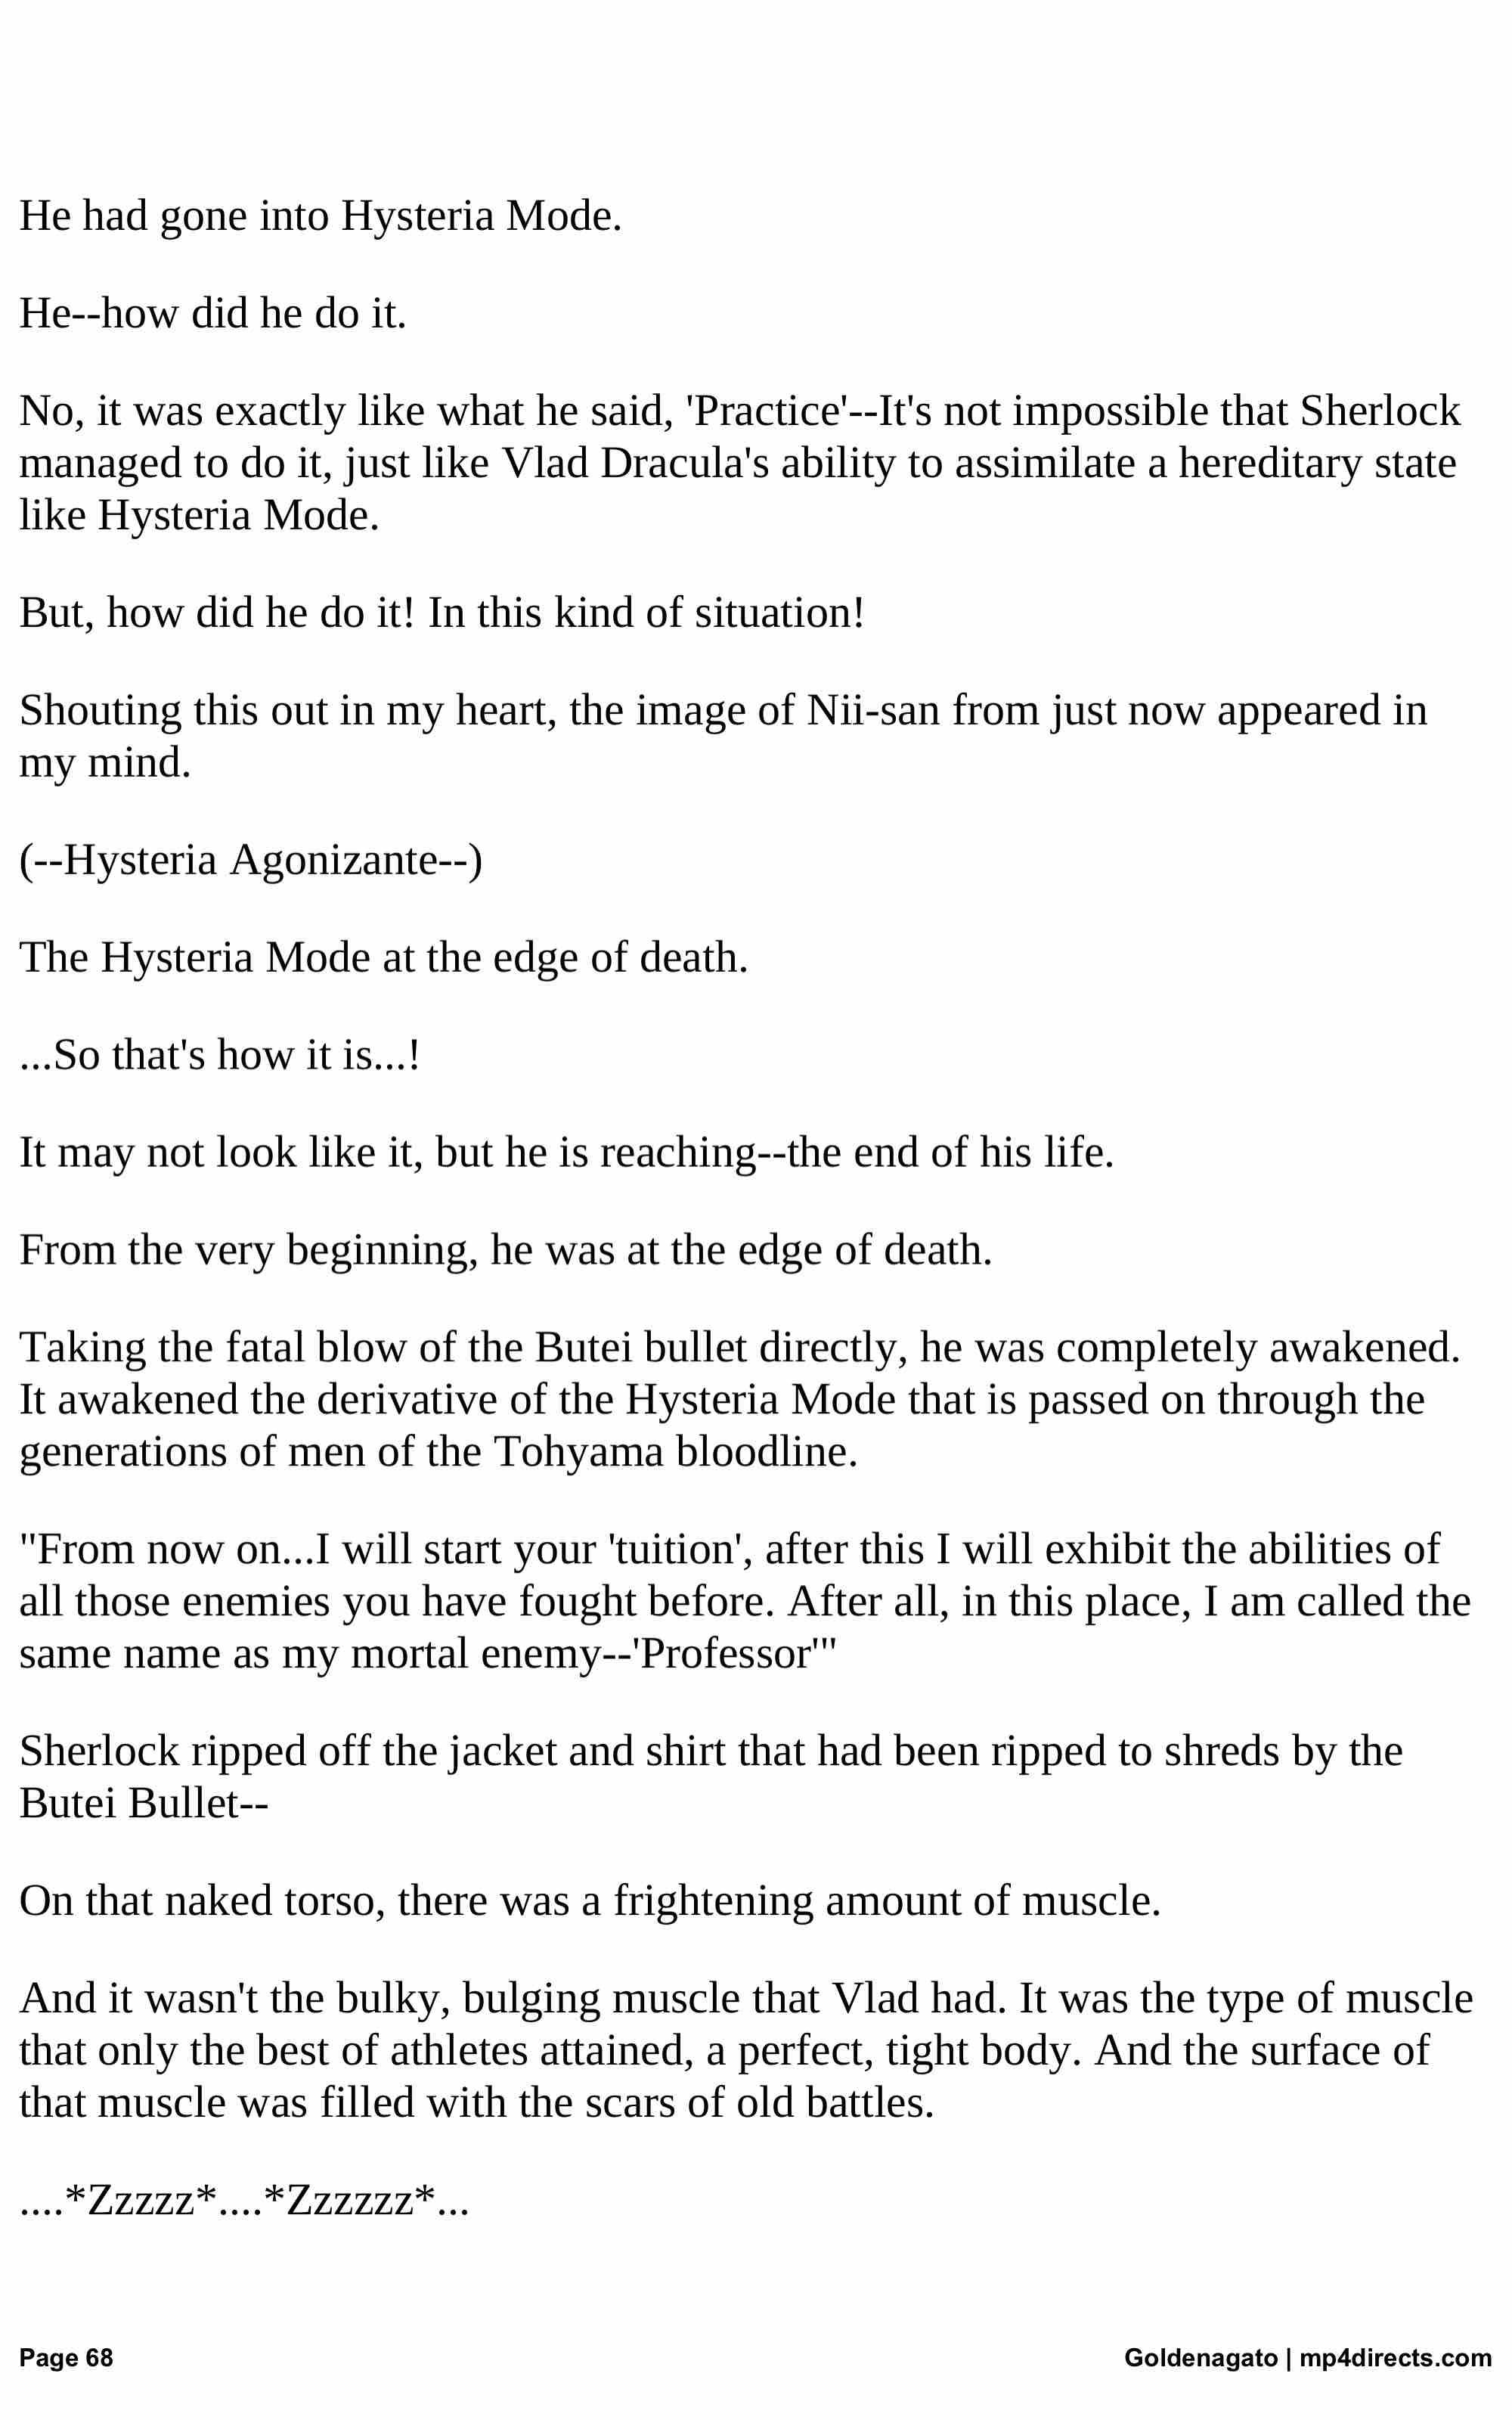 He had gone into Hysteria Mode.
He--how did he do it.
No, it was exactly like what he said, 'Practice'--It's not impossible that Sherlock
managed to do it, just like Vlad Dracula's ability to assimilate a hereditary state
like Hysteria Mode.
But, how did he do it! In this kind of situation!
Shouting this out in my heart, the image of Nii-san from just now appeared in
my mind.
(--Hysteria Agonizante--)
The Hysteria Mode at the edge of death.
...So that's how it is...!
It may not look like it, but he is reaching--the end of his life.
From the very beginning, he was at the edge of death.
Taking the fatal blow of the Butei bullet directly, he was completely awakened.
It awakened the derivative of the Hysteria Mode that is passed on through the
generations of men of the Tohyama bloodline.
"From now on...I will start your 'tuition', after this I will exhibit the abilities of
all those enemies you have fought before. After all, in this place, I am called the
same name as my mortal enemy--'Professor'"
Sherlock ripped off the jacket and shirt that had been ripped to shreds by the
Butei Bullet--
On that naked torso, there was a frightening amount of muscle.
And it wasn't the bulky, bulging muscle that Vlad had. It was the type of muscle
that only the best of athletes attained, a perfect, tight body. And the surface of
that muscle was filled with the scars of old battles.
....*Zzzzz*....*Zzzzzz*...
Page 68
Goldenagato | mp4directs.com